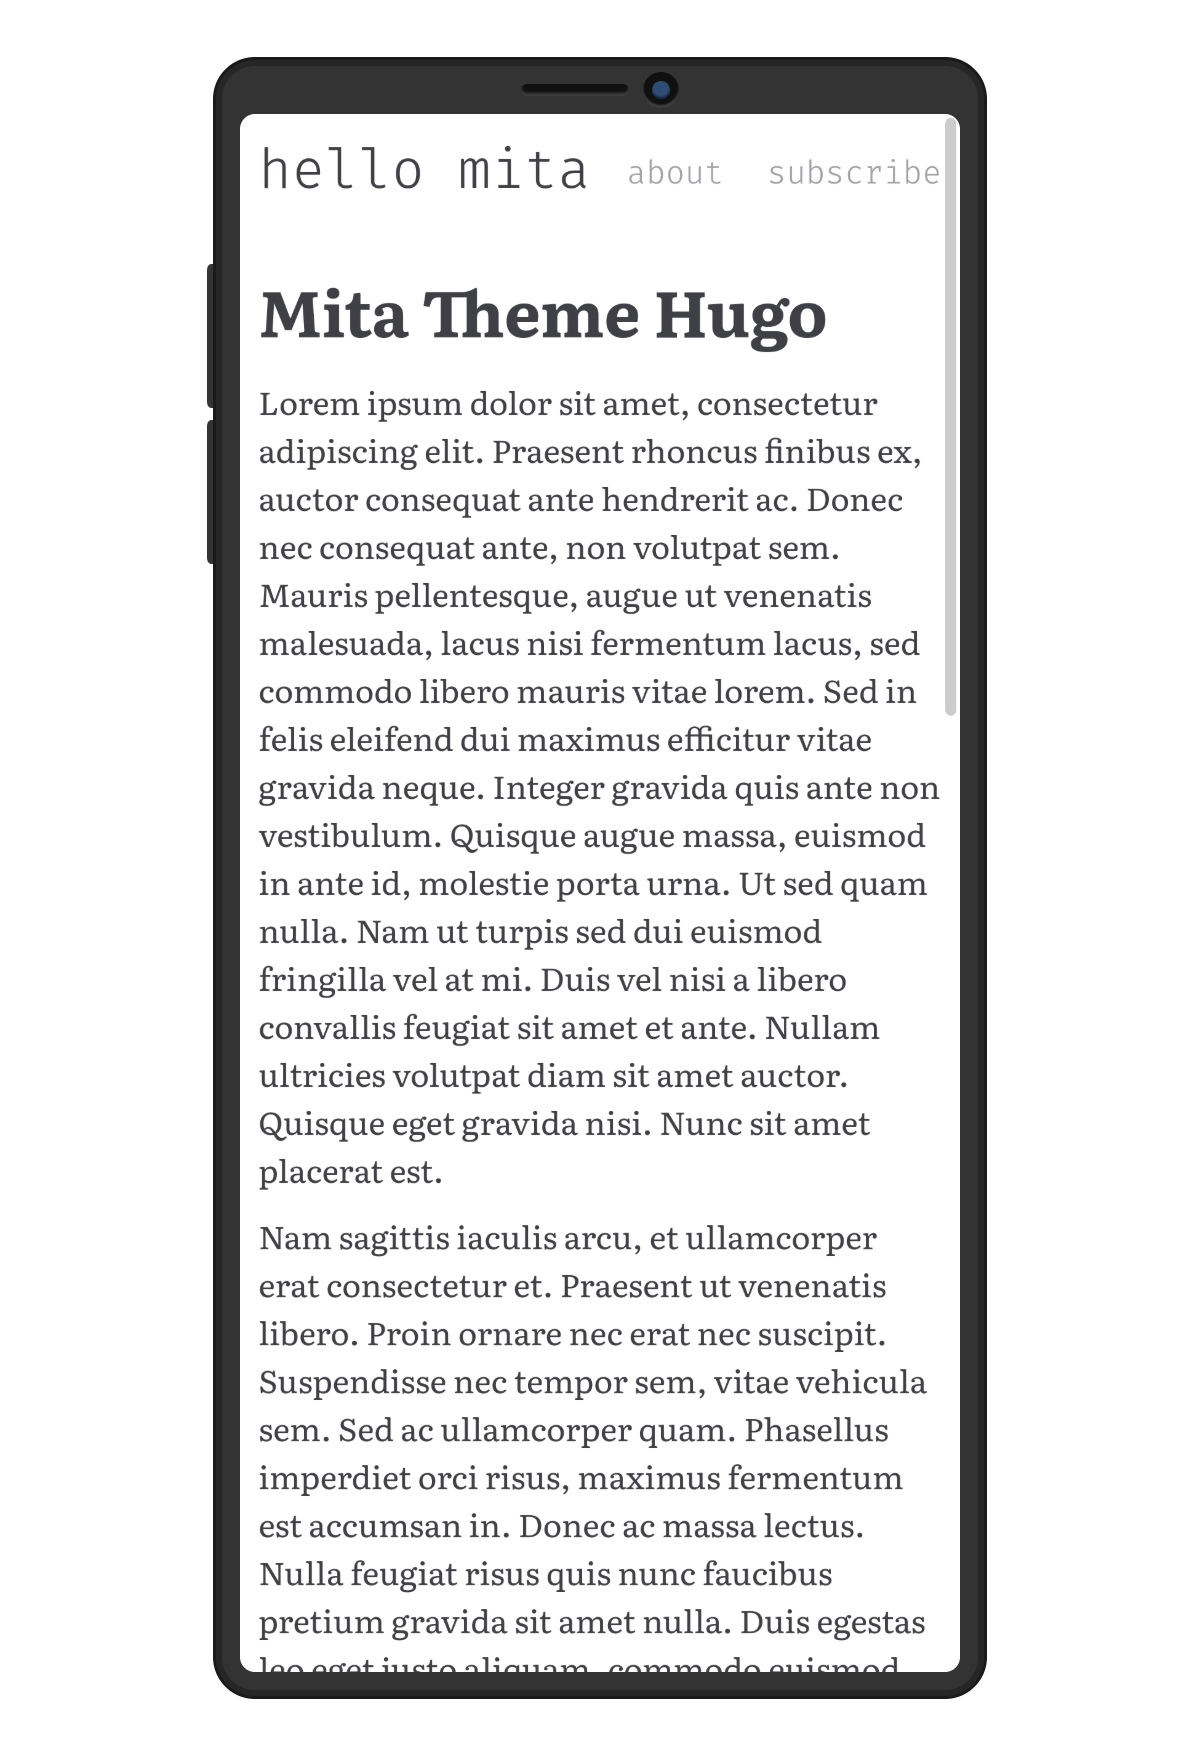 hello mita about subscribe
Mita Theme Hugo
Lorem ipsum dolor sit amet, consectetur
adipiscing elit. Praesent rhoncus finibus ex,
auctor consequat ante hendrerit ac. Donec
nec consequat ante, non volutpat sem.
Mauris pellentesque, augue ut venenatis
malesuada, lacus nisi fermentum lacus, sed
commodo libero mauris vitae lorem. Sed in
felis eleifend dui maximus efficitur vitae
gravida neque. Integer gravida quis ante non
vestibulum. Quisque augue massa, euismod
in ante id, molestie porta urna. Ut sed quam
nulla. Nam ut turpis sed dui euismod
fringilla vel at mi. Duis vel nisi a libero
convallis feugiat sit amet et ante. Nullam
ultricies volutpat diam sit amet auctor.
Quisque eget gravida nisi. Nunc sit amet
placerat est.
Nam sagittis iaculis arcu, et ullamcorper
erat consectetur et. Praesent ut venenatis
libero. Proin ornare nec erat nec suscipit.
Suspendisse nec tempor sem, vitae vehicula
sem. Sed ac ullamcorper quam. Phasellus
imperdiet orci risus, maximus fermentum
est accumsan in. Donec ac massa lectus.
Nulla feugiat risus quis nunc faucibus
pretium gravida sit amet nulla. Duis egestas
leo eget justo aliquam, commodo euismod